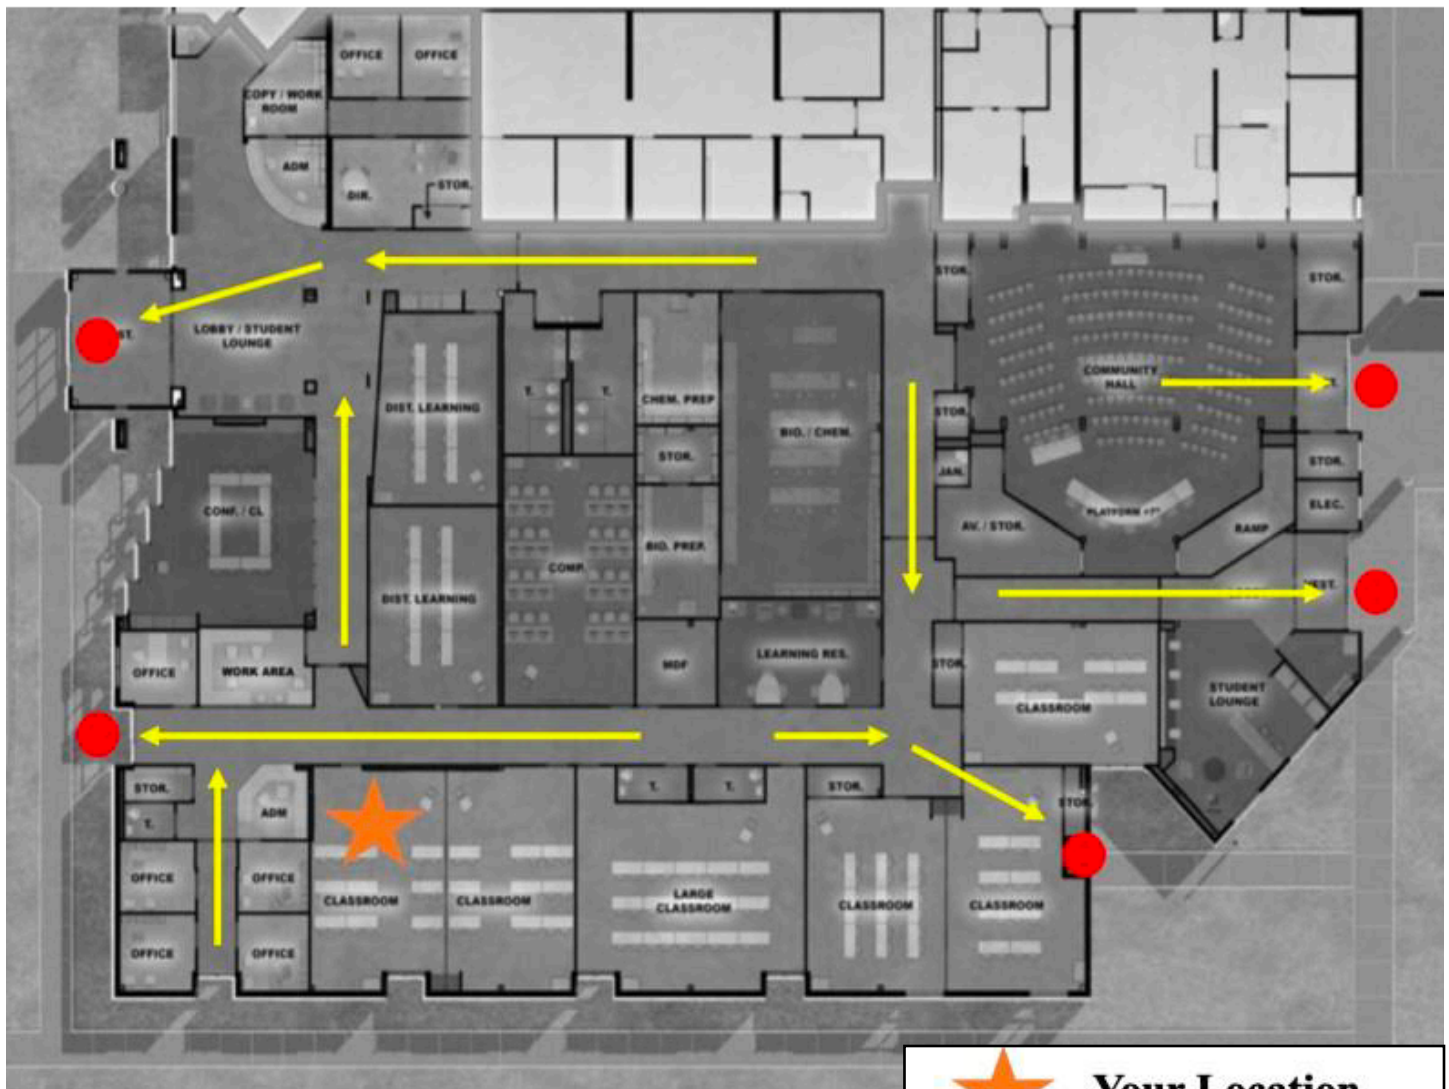 OFFICE
OFFICE
COPY / WORK
ROOM
ADM
DIR.
STOR.
STOR.
STOR.
ST.
LOBBY / STUDENT
LOUNGE
COMMUNITY
HALL
T.
DIST. LEARNING
T.
T.
CHEM. PREP
STOR.
BIO. / CHEM.
STOR.
STOR.
JAN.
CONF. / CL
ELEC.
PLATFORM +7"
AV. / STOR.
RAMP
BIO. PREP.
COMP.
VEST.
DIST. LEARNING
LEARNING RES.
MDF
STOR.
OFFICE
WORK AREA
STUDENT
LOUNGE
CLASSROOM
STOR.
T.
T.
STOR.
STOR.
ADM
T.
OFFICE
OFFICE
CLASSROOM
CLASSROOM
LARGE
CLASSROOM
CLASSROOM
CLASSROOM
OFFICE
OFFICE
Your Location